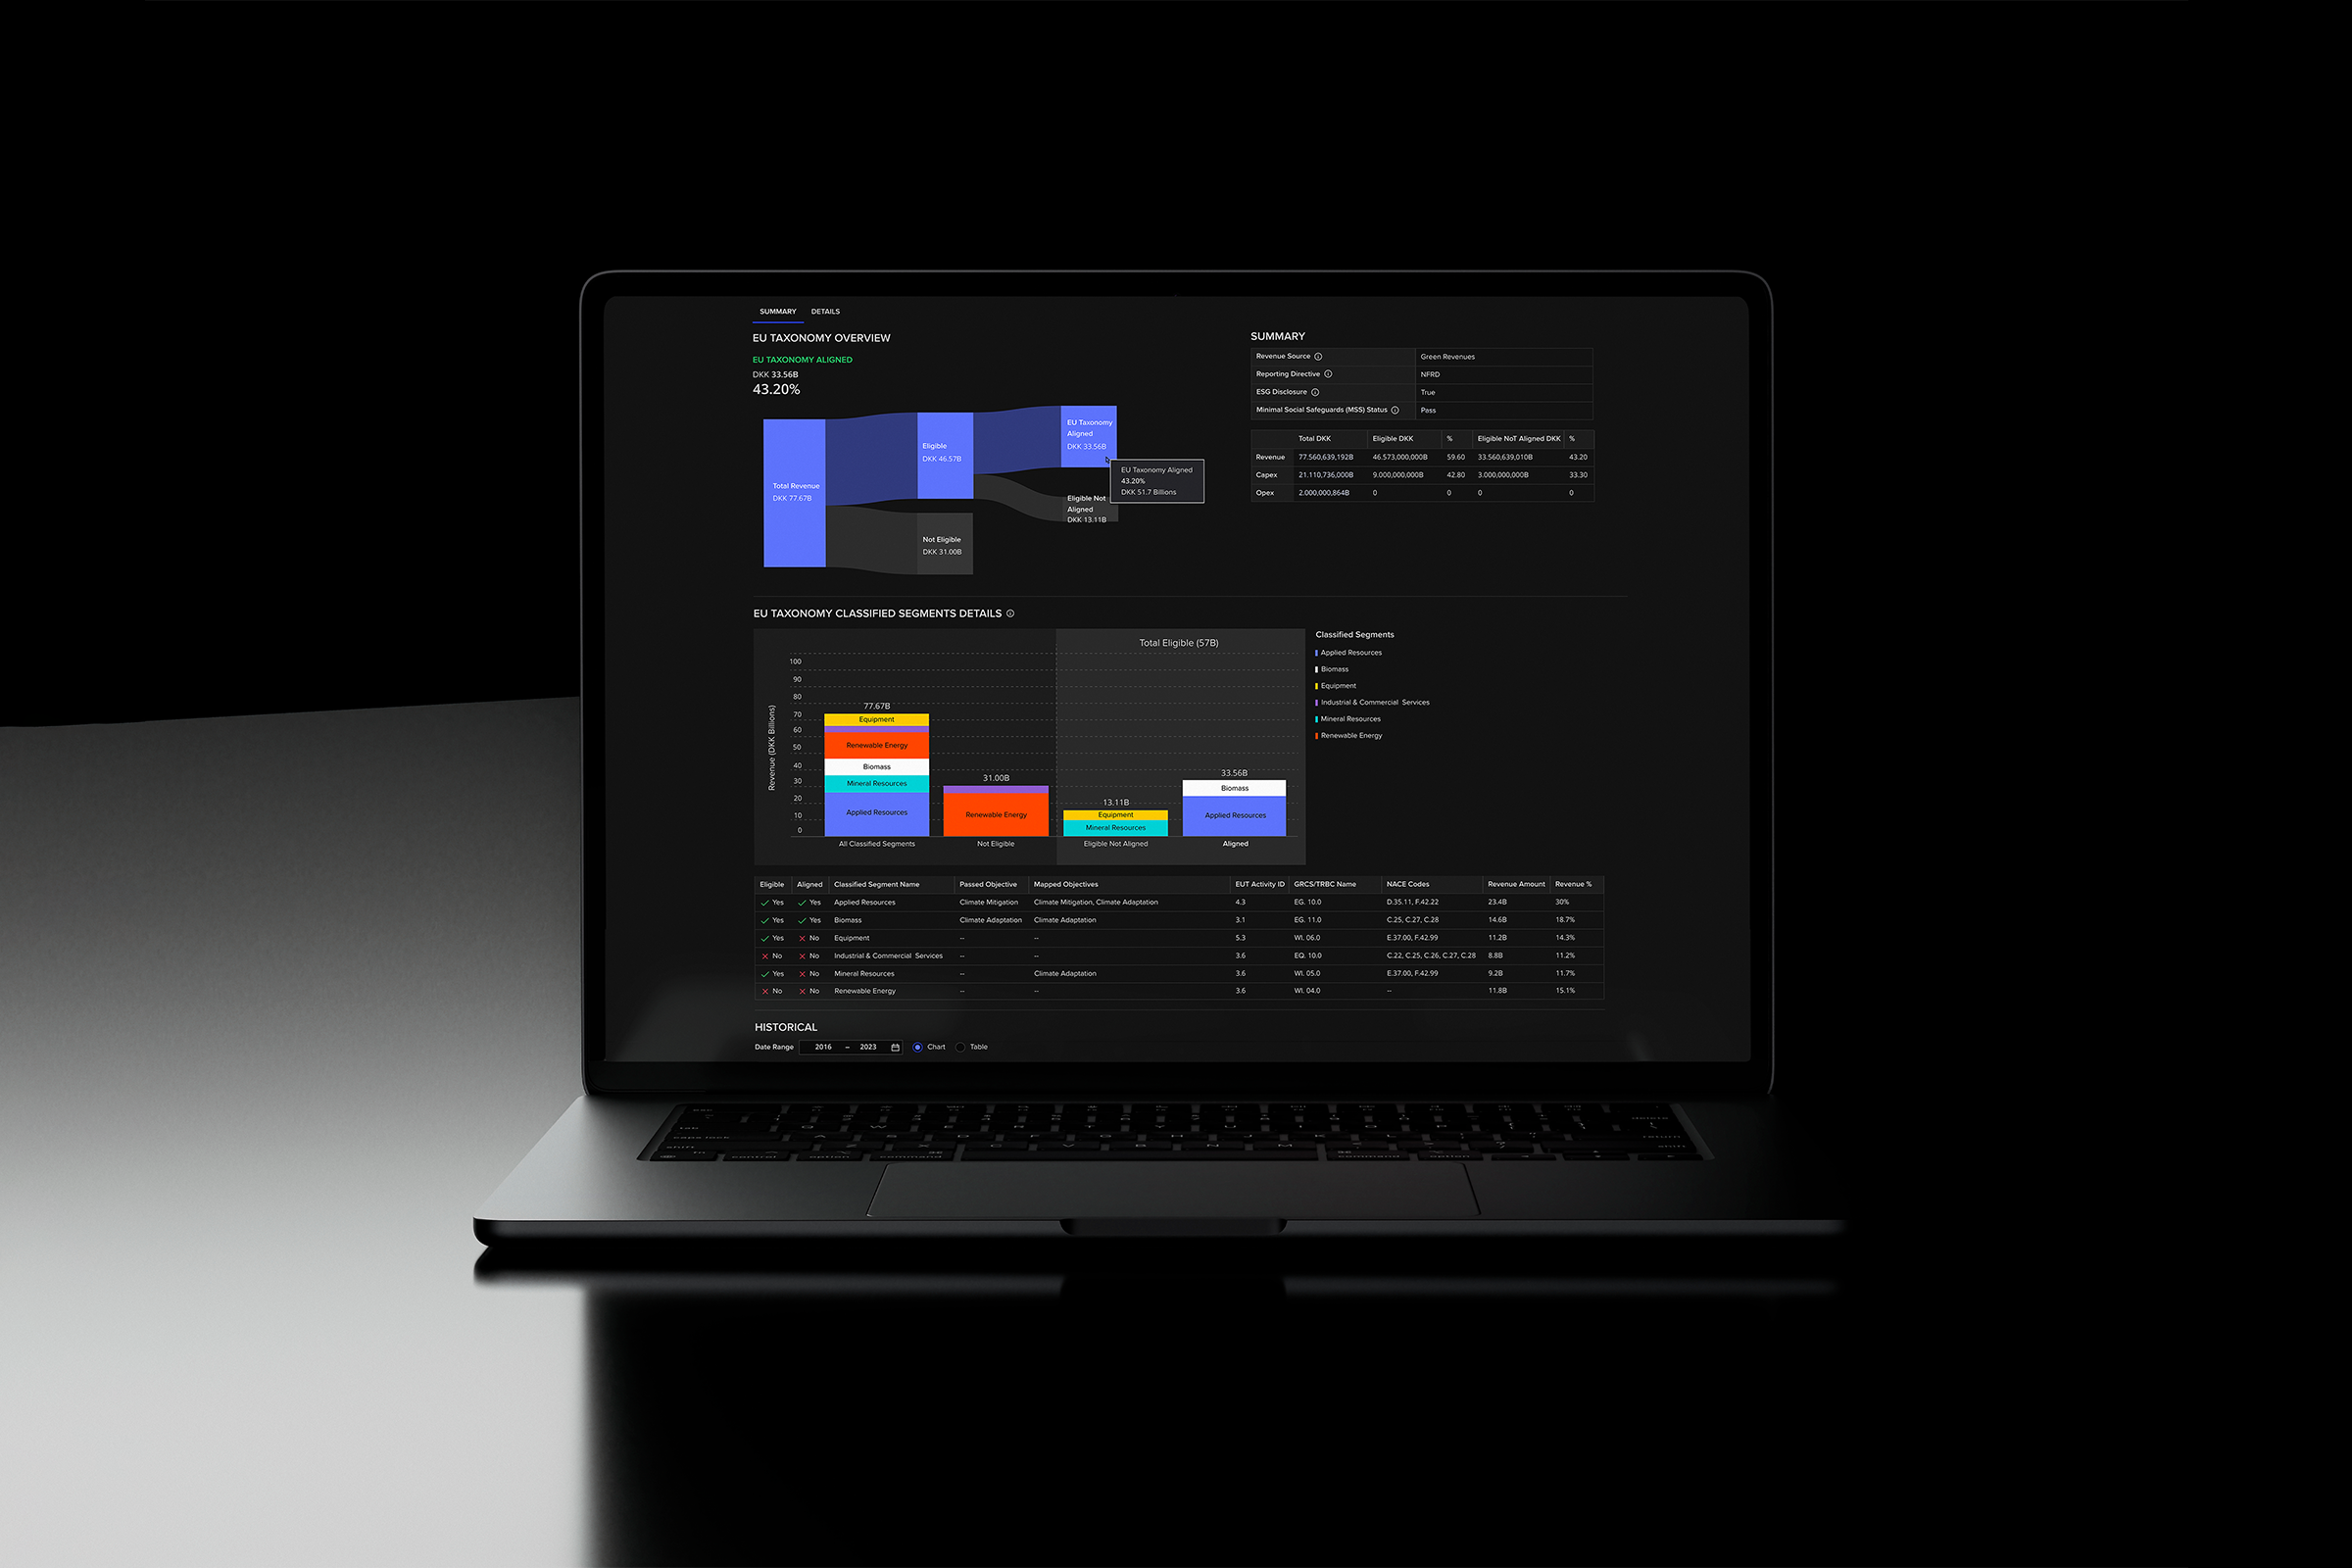 SUMMARY DETAILS
EU TAXONOMY OVERVIEW
EU TAXONOMY ALIGNED
DKK 33.56B
43.20%
Total Revenue
DKK 77.67B
Eligible
DKK 46.57B
Not Eligible
DKK 31.00B
EU Taxonomy
Aligned
DKK 33.56B
EU Taxonomy Aligned
43.20%
DKK 51.7 Billions
Eligible Not
Aligned
DKK 13.11B
SUMMARY
Revenue Source Green Revenues
Reporting Directive NFRD
ESG Disclosure True
Minimal Social Safeguards (MSS) Status Pass
Total DKK Eligible DKK % Eligible NoT Aligned DKK %
Revenue 77.560,639,192B 46.573,000,000B 59.60 33.560,639,010B 43.20
Capex 21.110,736,000B 9.000,000,000B 42.80 3.000,000,000B 33.30
Opex 2.000,000,864B 0 0 0 0
EU TAXONOMY CLASSIFIED SEGMENTS DETAILS
Total Eligible (57B)
Revenue (DKK Billions)
100
90
80
70
60
50
40
30
20
10
0
77.67B
Equipment
Renewable Energy
Biomass
Mineral Resources
Applied Resources
All Classified Segments
31.00B
Renewable Energy
Not Eligible
13.11B
Equipment
Mineral Resources
Eligible Not Aligned
33.56B
Biomass
Applied Resources
Aligned
Classified Segments
Applied Resources
Biomass
Equipment
Industrial & Commercial Services
Mineral Resources
Renewable Energy
Eligible Aligned Classified Segment Name Passed Objective Mapped Objectives EUT Activity ID GRCS/TRBC Name NACE Codes Revenue Amount Revenue %
Yes Yes Applied Resources Climate Mitigation Climate Mitigation, Climate Adaptation 4.3 EG. 10.0 D.35.11, F.42.22 23.4B 30%
Yes Yes Biomass Climate Adaptation Climate Adaptation 3.1 EG. 11.0 C.25, C.27, C.28 14.6B 18.7%
Yes No Equipment -- -- 5.3 WI. 06.0 E.37.00, F.42.99 11.2B 14.3%
No No Industrial & Commercial Services -- -- 3.6 EQ. 10.0 C.22, C.25, C.26, C.27, C.28 8.8B 11.2%
Yes No Mineral Resources -- Climate Adaptation 3.6 WI. 05.0 E.37.00, F.42.99 9.2B 11.7%
No No Renewable Energy -- -- 3.6 WI. 04.0 -- 11.8B 15.1%
HISTORICAL
Date Range 2016 – 2023 Chart Table
esc
delete
tab Q W E R T Y U I O P
caps lock A S D F G H J K L return
shift Z X C V B N M shift
fn control option command command option